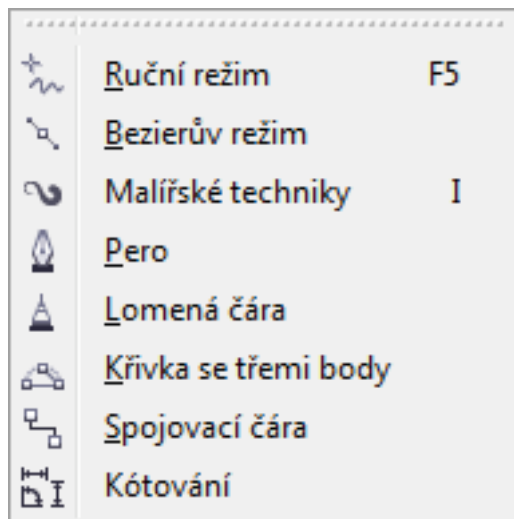 Ruční režim F5
Bezierův režim
Malířské techniky I
Pero
Lomená čára
Křivka se třemi body
Spojovací čára
Kótování